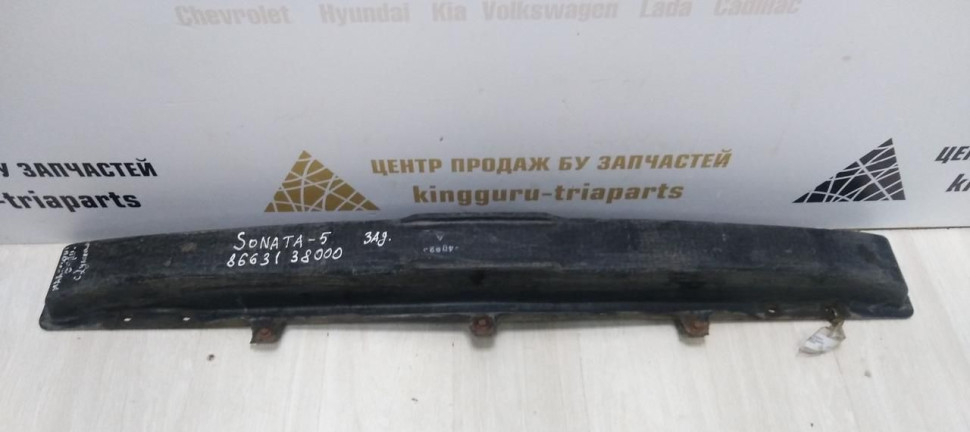 Chevrolet Hyundai Kia Volkswagen Lada Cadillac
У ЗАПЧАСТЕЙ
-triaparts
ЦЕНТР ПРОДАЖ БУ ЗАПЧАСТЕЙ
kingguru-triaparts
ЦЕН
kingg
SONATA-5 ЗАД.
86631 38000